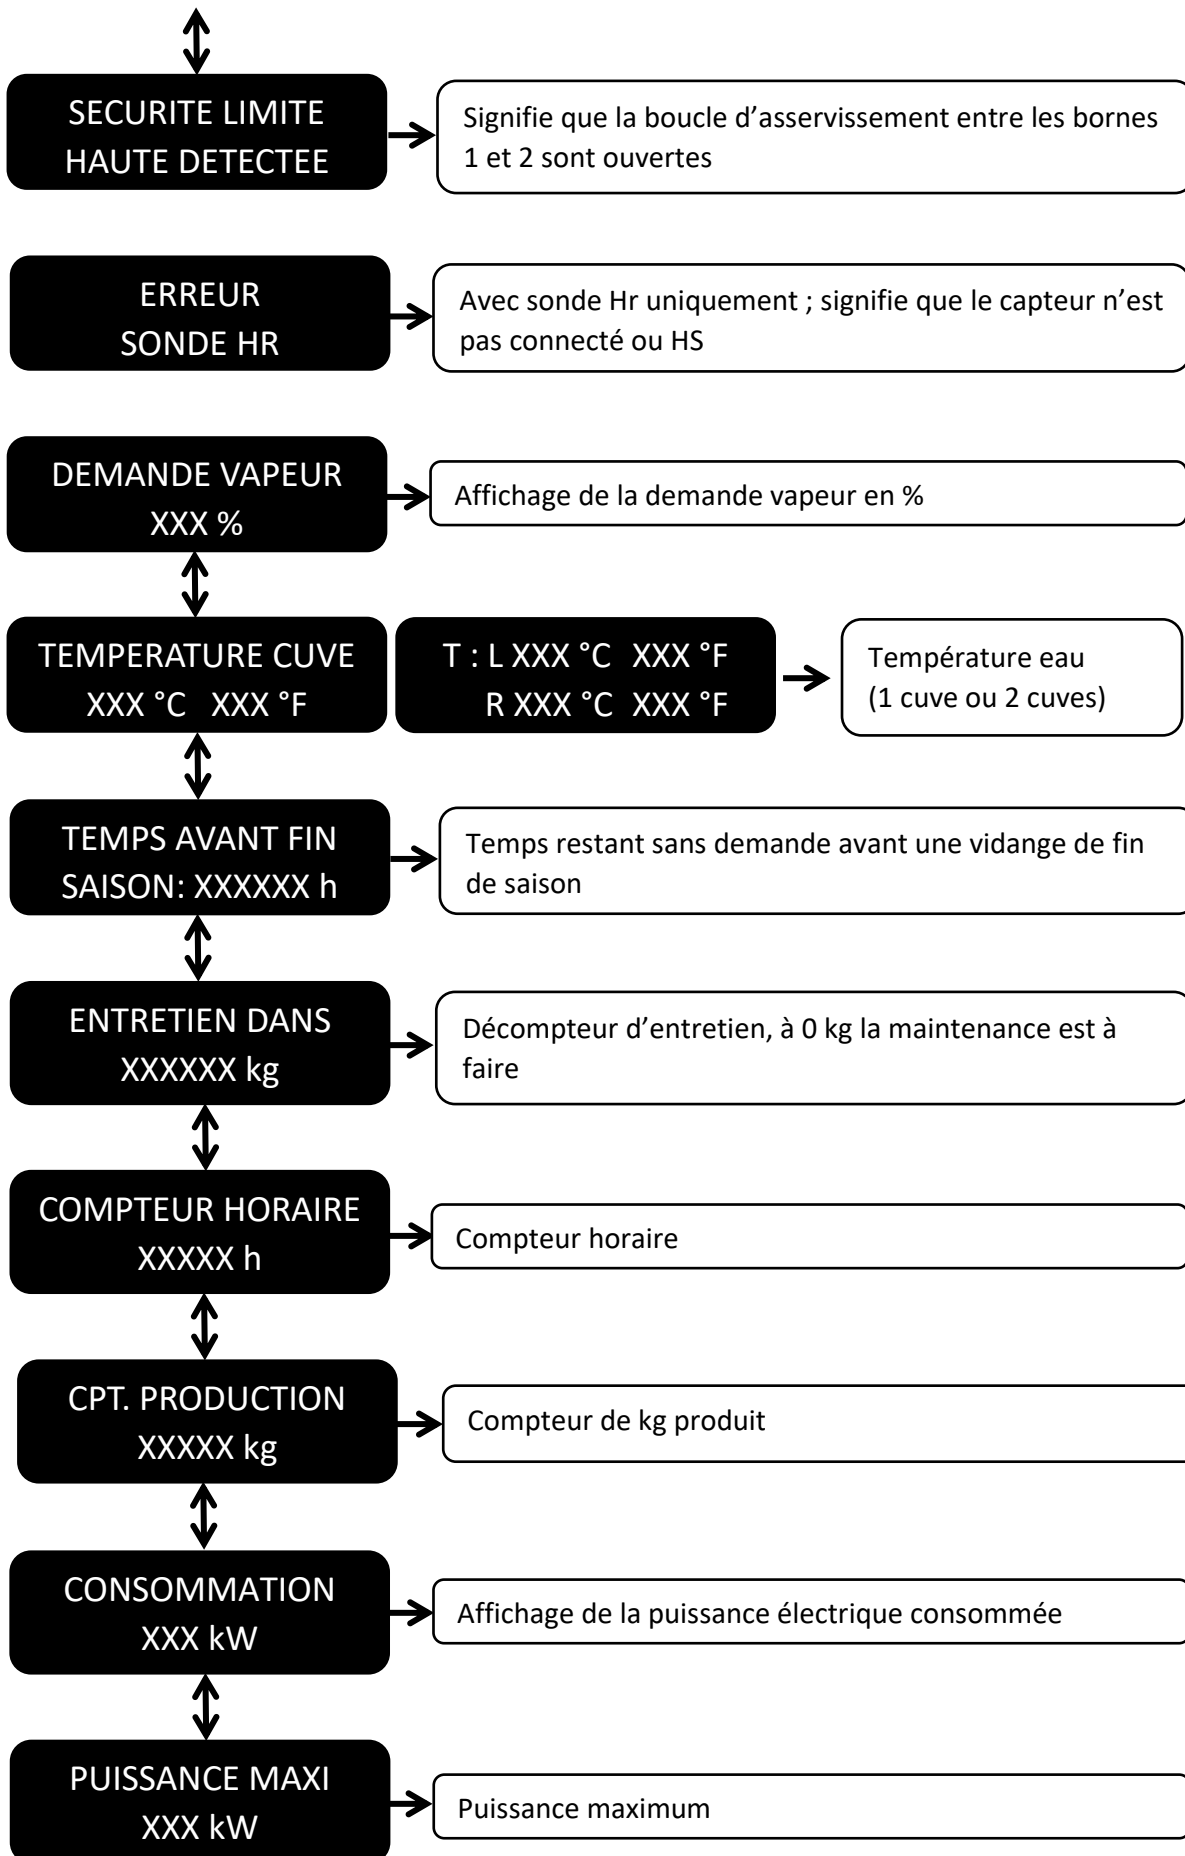 SECURITE LIMITE
HAUTE DETECTEE
Signifie que la boucle d’asservissement entre les bornes
1 et 2 sont ouvertes
ERREUR
SONDE HR
Avec sonde Hr uniquement ; signifie que le capteur n’est
pas connecté ou HS
DEMANDE VAPEUR
XXX %
Affichage de la demande vapeur en %
TEMPERATURE CUVE
XXX °C XXX °F
T : L XXX °C XXX °F
R XXX °C XXX °F
Température eau
(1 cuve ou 2 cuves)
TEMPS AVANT FIN
SAISON: XXXXXX h
Temps restant sans demande avant une vidange de fin
de saison
ENTRETIEN DANS
XXXXXX kg
Décompteur d’entretien, à 0 kg la maintenance est à
faire
COMPTEUR HORAIRE
XXXXX h
Compteur horaire
CPT. PRODUCTION
XXXXX kg
Compteur de kg produit
CONSOMMATION
XXX kW
Affichage de la puissance électrique consommée
PUISSANCE MAXI
XXX kW
Puissance maximum